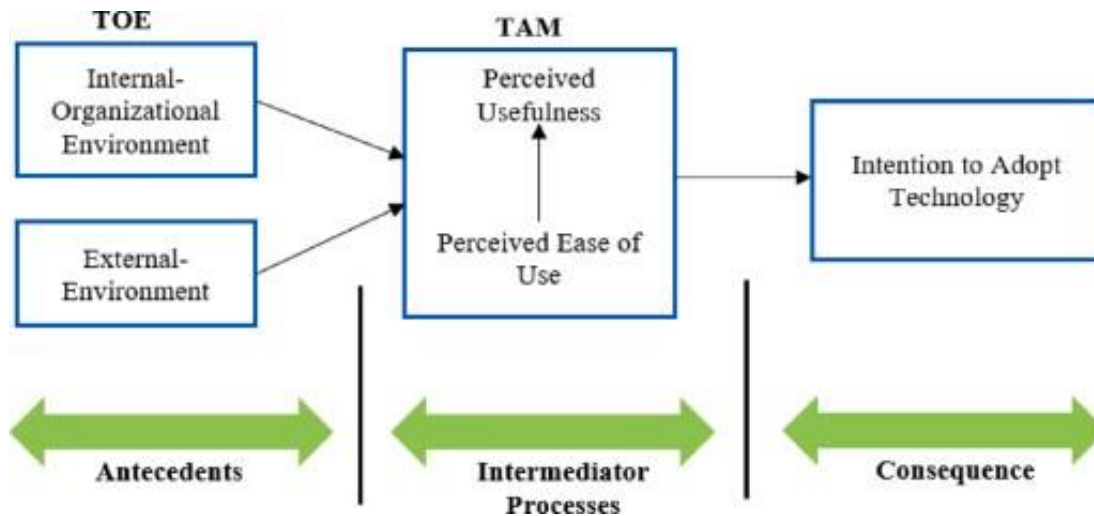 TOE
Internal-
Organizational
Environment
External-
Environment
TAM
Perceived
Usefulness
Perceived Ease of
Use
Intention to Adopt
Technology
Antecedents
Intermediator
Processes
Consequence